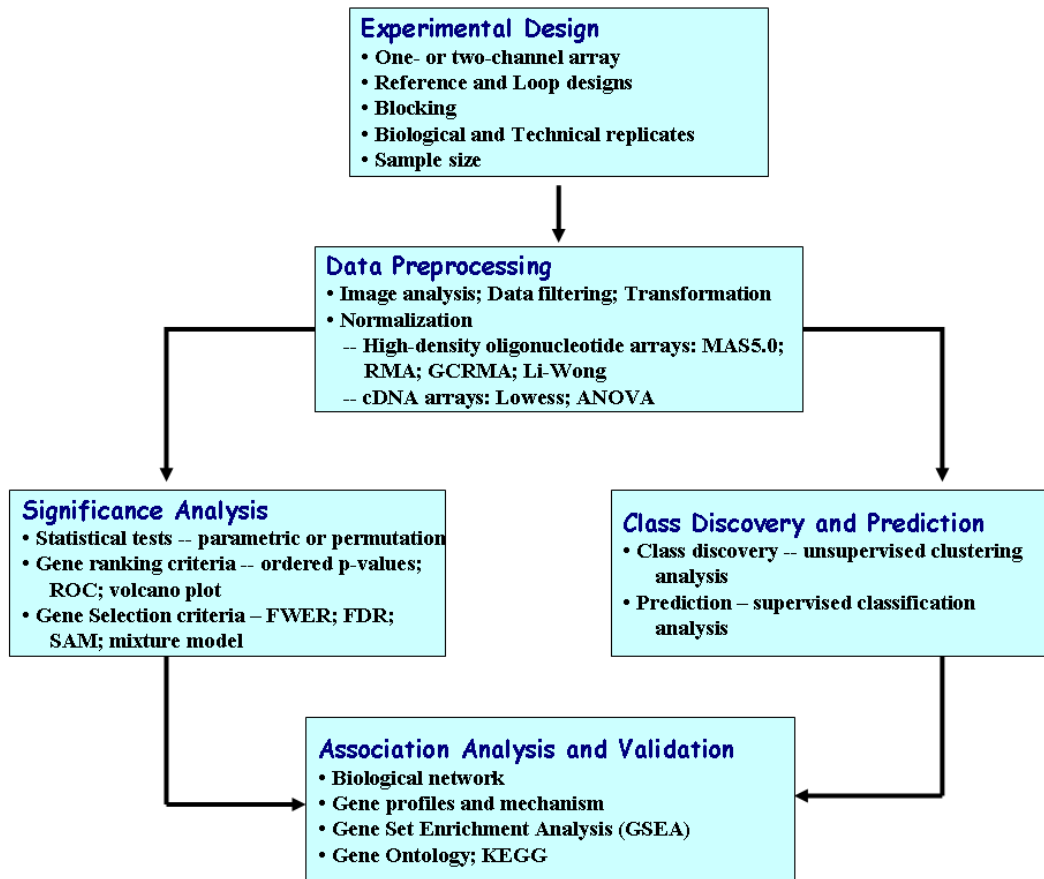 Experimental Design
• One- or two-channel array
• Reference and Loop designs
• Blocking
• Biological and Technical replicates
• Sample size
Data Preprocessing
• Image analysis; Data filtering; Transformation
• Normalization
-- High-density oligonucleotide arrays: MAS5.0;
RMA; GCRMA; Li-Wong
-- cDNA arrays: Lowess; ANOVA
Significance Analysis
• Statistical tests -- parametric or permutation
• Gene ranking criteria -- ordered p-values;
ROC; volcano plot
• Gene Selection criteria – FWER; FDR;
SAM; mixture model
Class Discovery and Prediction
• Class discovery -- unsupervised clustering
analysis
• Prediction – supervised classification
analysis
Association Analysis and Validation
• Biological network
• Gene profiles and mechanism
• Gene Set Enrichment Analysis (GSEA)
• Gene Ontology; KEGG